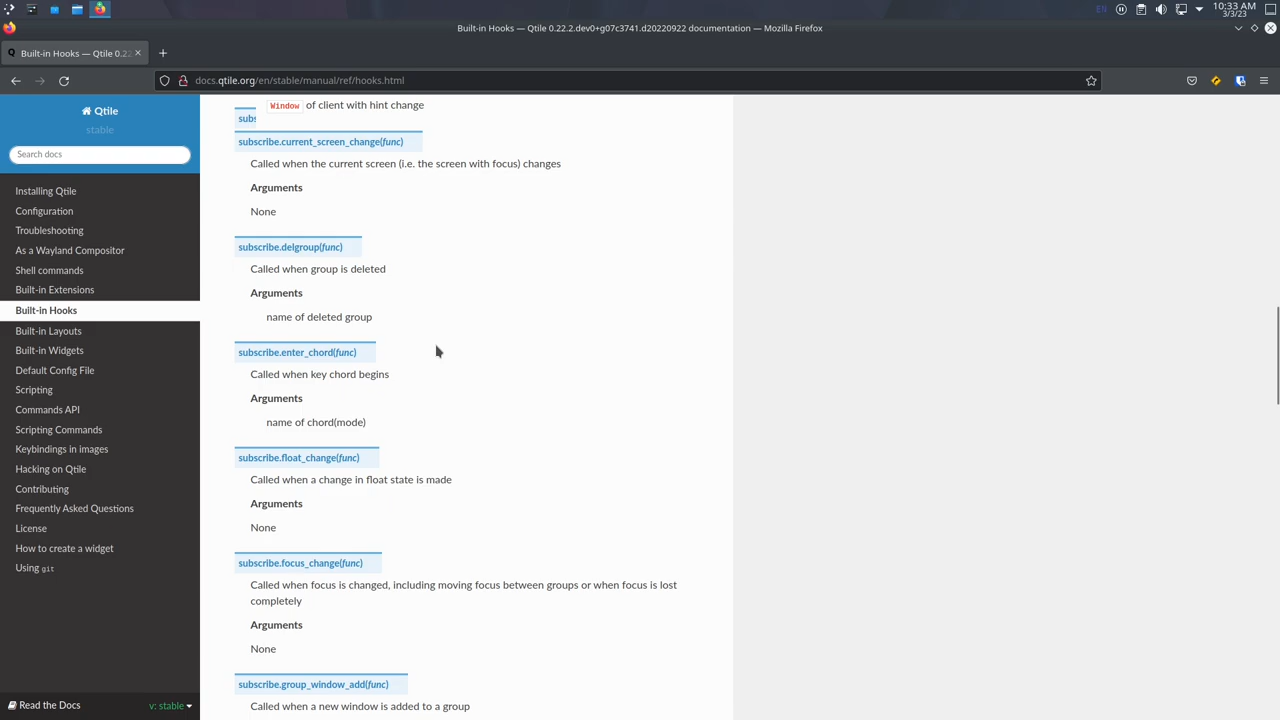 EN
10:33 AM
3/3/23
Built-in Hooks — Qtile 0.22.2.dev0+g07c3741.d20220922 documentation — Mozilla Firefox
Q Built-in Hooks — Qtile 0.22
docs.qtile.org/en/stable/manual/ref/hooks.html
Qtile
stable
Search docs
Installing Qtile
Configuration
Troubleshooting
As a Wayland Compositor
Shell commands
Built-in Extensions
Built-in Hooks
Built-in Layouts
Built-in Widgets
Default Config File
Scripting
Commands API
Scripting Commands
Keybindings in images
Hacking on Qtile
Contributing
Frequently Asked Questions
License
How to create a widget
Using git
Read the Docs
v: stable
Window of client with hint change
subs
subscribe.current_screen_change(func)
Called when the current screen (i.e. the screen with focus) changes
Arguments
None
subscribe.delgroup(func)
Called when group is deleted
Arguments
name of deleted group
subscribe.enter_chord(func)
Called when key chord begins
Arguments
name of chord(mode)
subscribe.float_change(func)
Called when a change in float state is made
Arguments
None
subscribe.focus_change(func)
Called when focus is changed, including moving focus between groups or when focus is lost
completely
Arguments
None
subscribe.group_window_add(func)
Called when a new window is added to a group